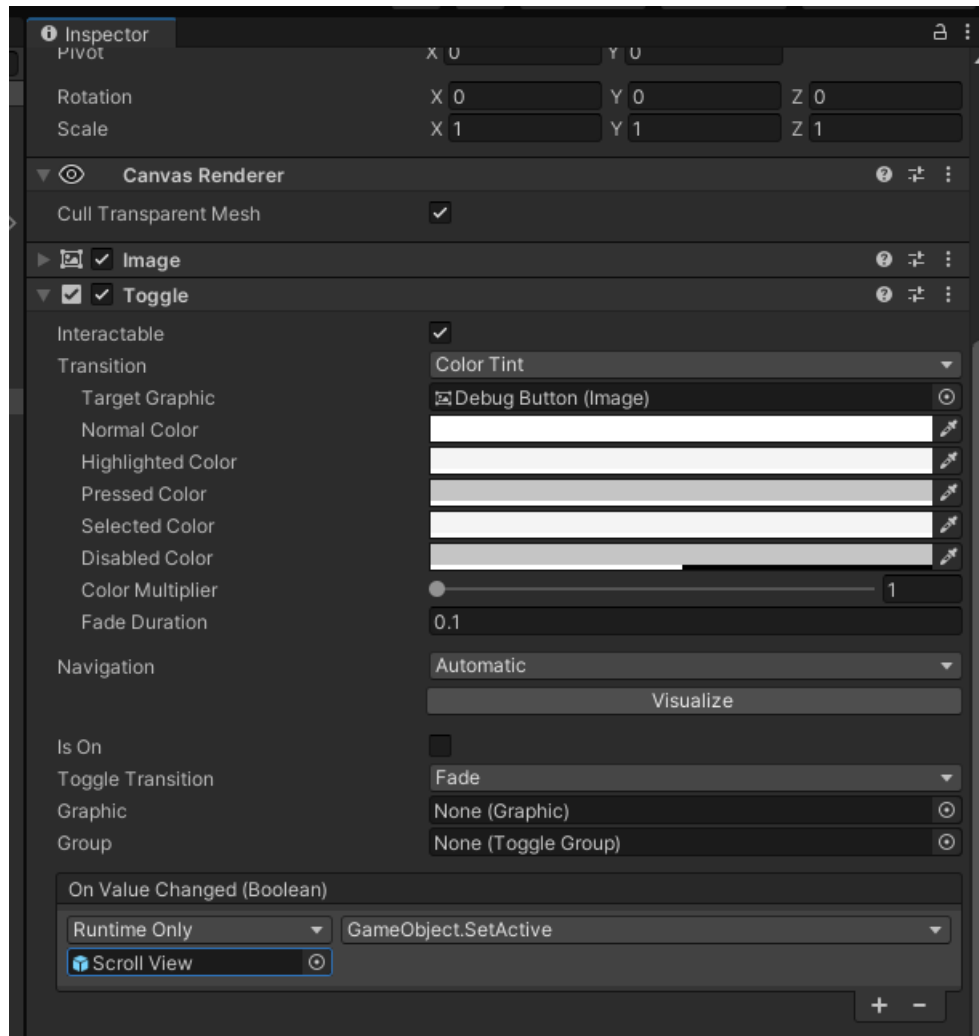 Inspector
Pivot X 0 Y 0
Rotation X 0 Y 0 Z 0
Scale X 1 Y 1 Z 1
Canvas Renderer
Cull Transparent Mesh
Image
Toggle
Interactable
Transition Color Tint
Target Graphic Debug Button (Image)
Normal Color
Highlighted Color
Pressed Color
Selected Color
Disabled Color
Color Multiplier 1
Fade Duration 0.1
Navigation Automatic
Visualize
Is On
Toggle Transition Fade
Graphic None (Graphic)
Group None (Toggle Group)
On Value Changed (Boolean)
Runtime Only GameObject.SetActive
Scroll View